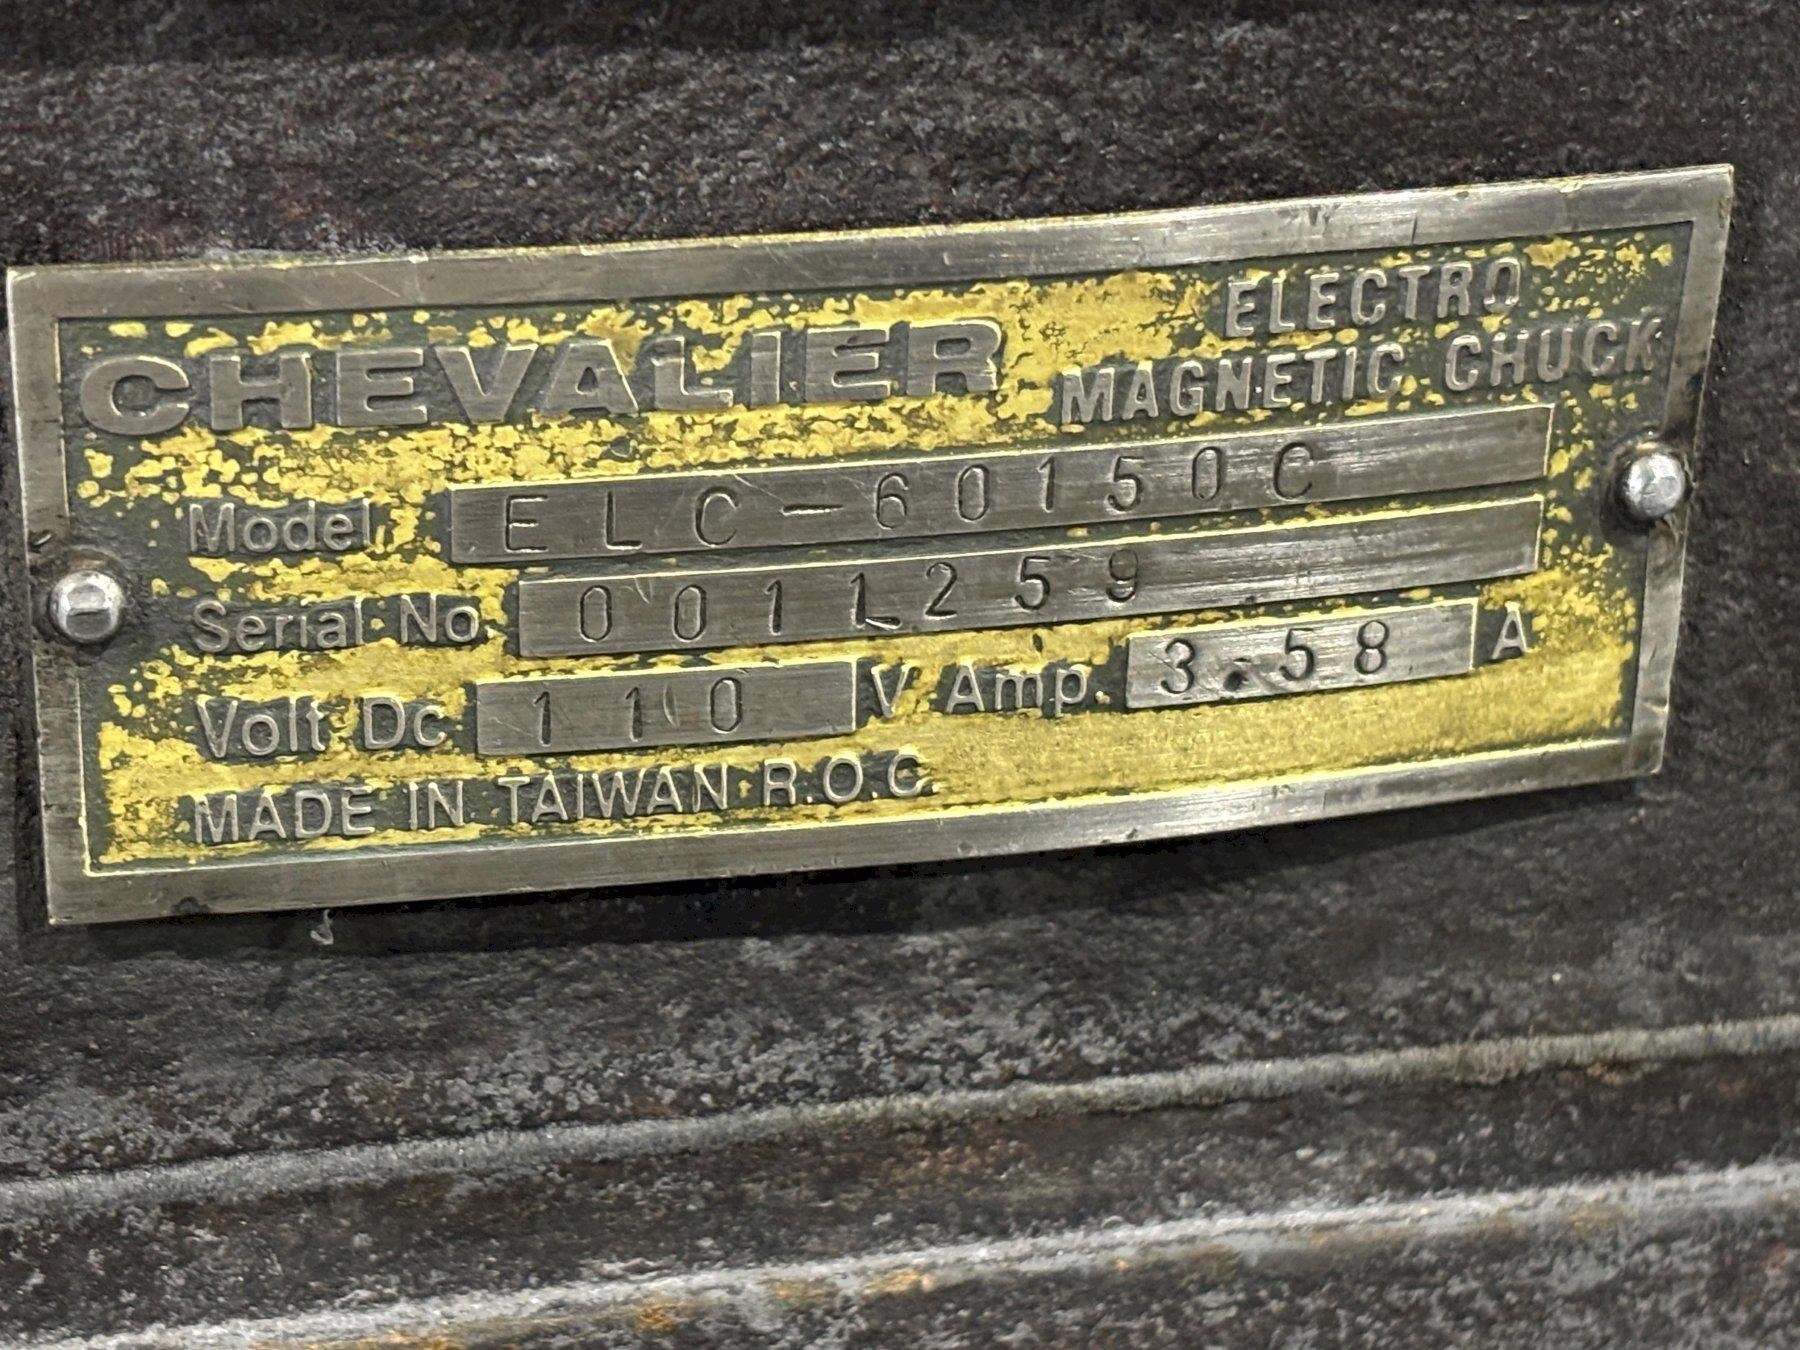 CHEVALIER ELECTRO
MAGNETIC CHUCK
Model ELC-60150C
Serial No. 0011259
Volt Dc 110 V Amp. 3.58 A
MADE IN TAIWAN R.O.C.